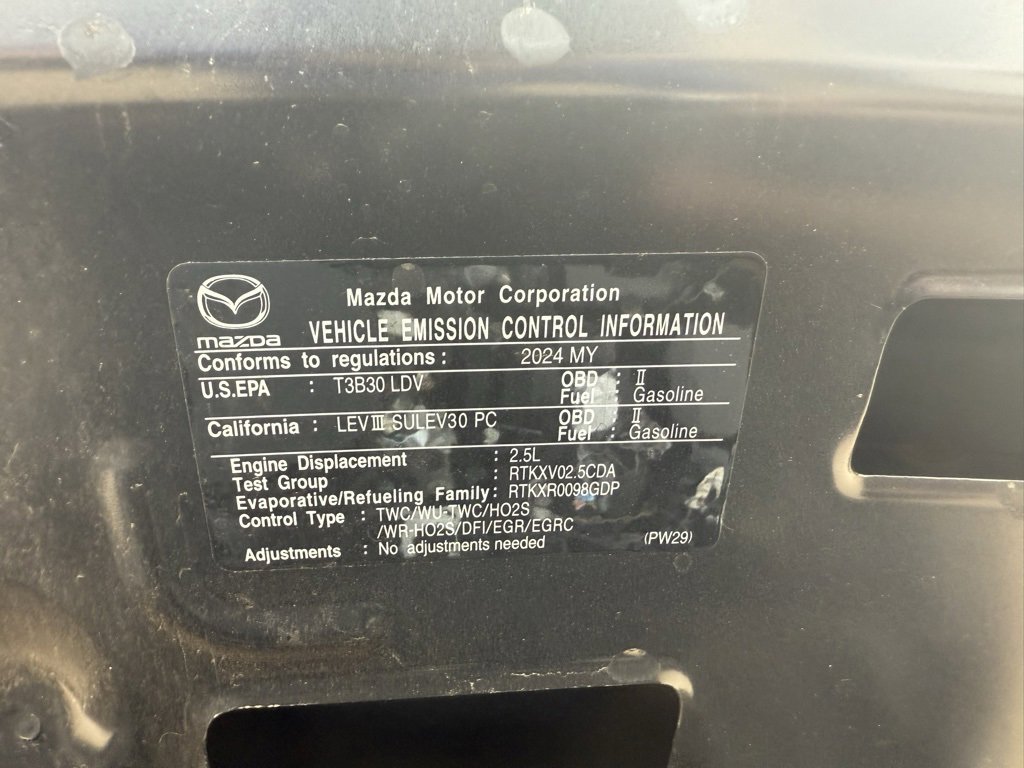 mazda
Mazda Motor Corporation
VEHICLE EMISSION CONTROL INFORMATION
Conforms to regulations : 2024 MY
U.S.EPA : T3B30 LDV OBD : II
Fuel : Gasoline
California : LEVIII SULEV30 PC OBD : II
Fuel : Gasoline
Engine Displacement : 2.5L
Test Group : RTKXV02.5CDA
Evaporative/Refueling Family : RTKXR0098GDP
Control Type : TWC/WU-TWC/HO2S
/WR-HO2S/DFI/EGR/EGRC
Adjustments : No adjustments needed
(PW29)